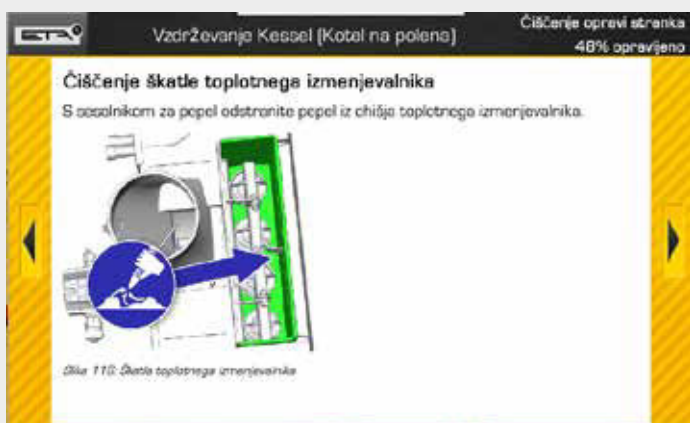 ETA
Vzdrževanje Kessel (Kotel na polena)
Čiščenje opravi stranka
48% opravljeno
Čiščenje škatle toplotnega izmenjevalnika
S sesalnikom za pepel odstranite pepel iz ohišja toplotnega izmenjevalnika.
Slika 110: Škatla toplotnega izmenjevalnika